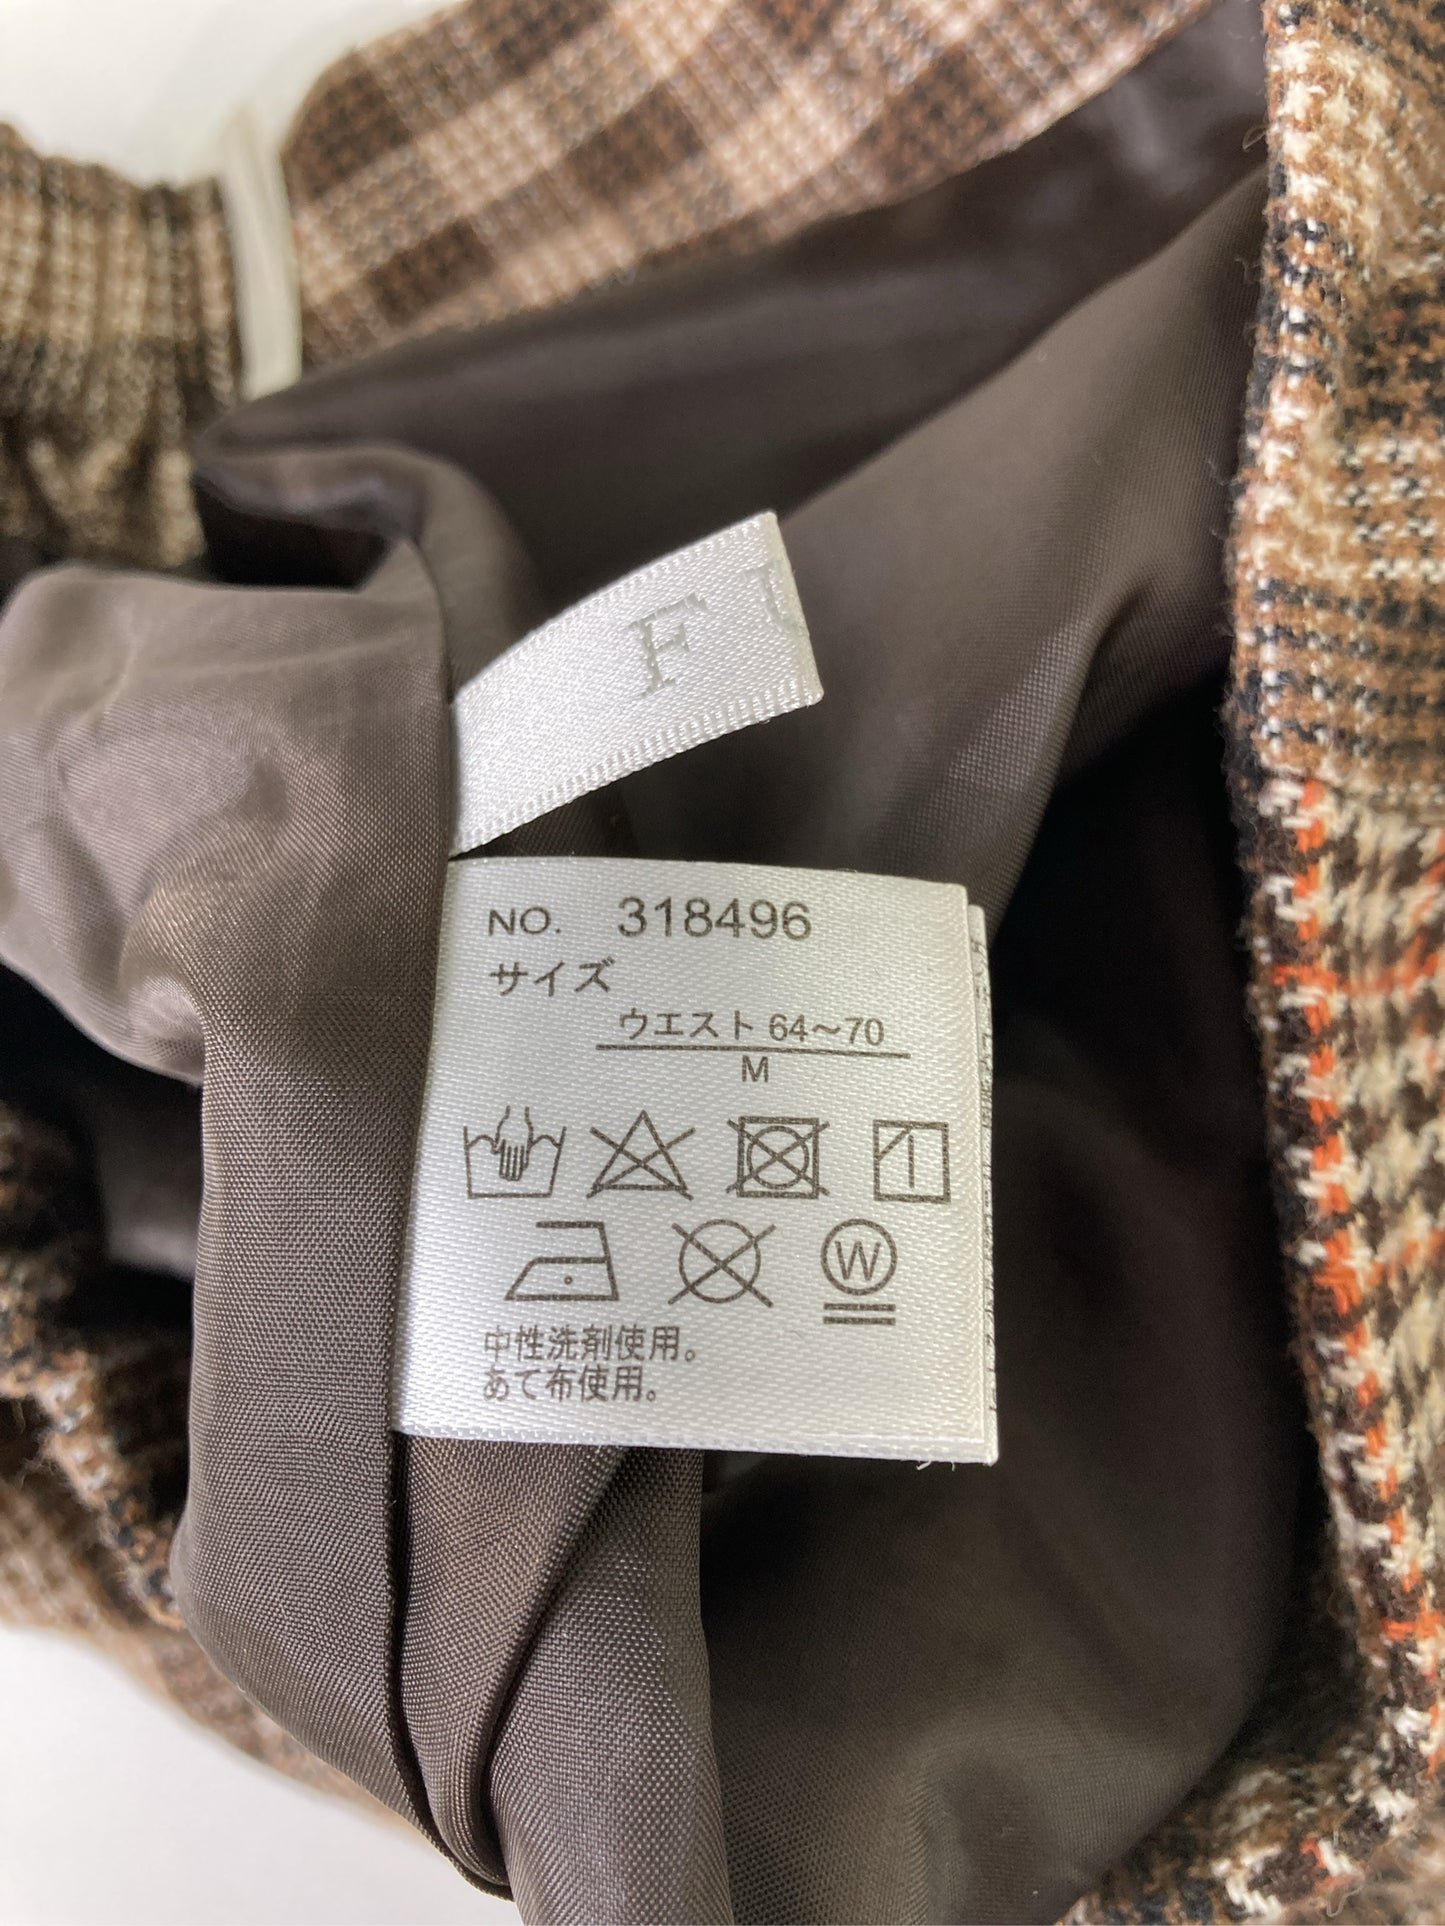 F
NO. 318496
サイズ
ウエスト 64～70
M
W
中性洗剤使用。
あて布使用。